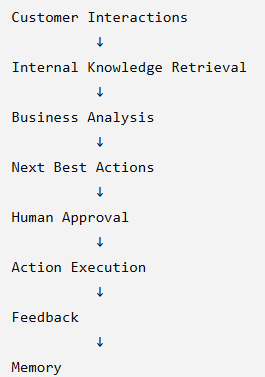 Customer Interactions
↓
Internal Knowledge Retrieval
↓
Business Analysis
↓
Next Best Actions
↓
Human Approval
↓
Action Execution
↓
Feedback
↓
Memory